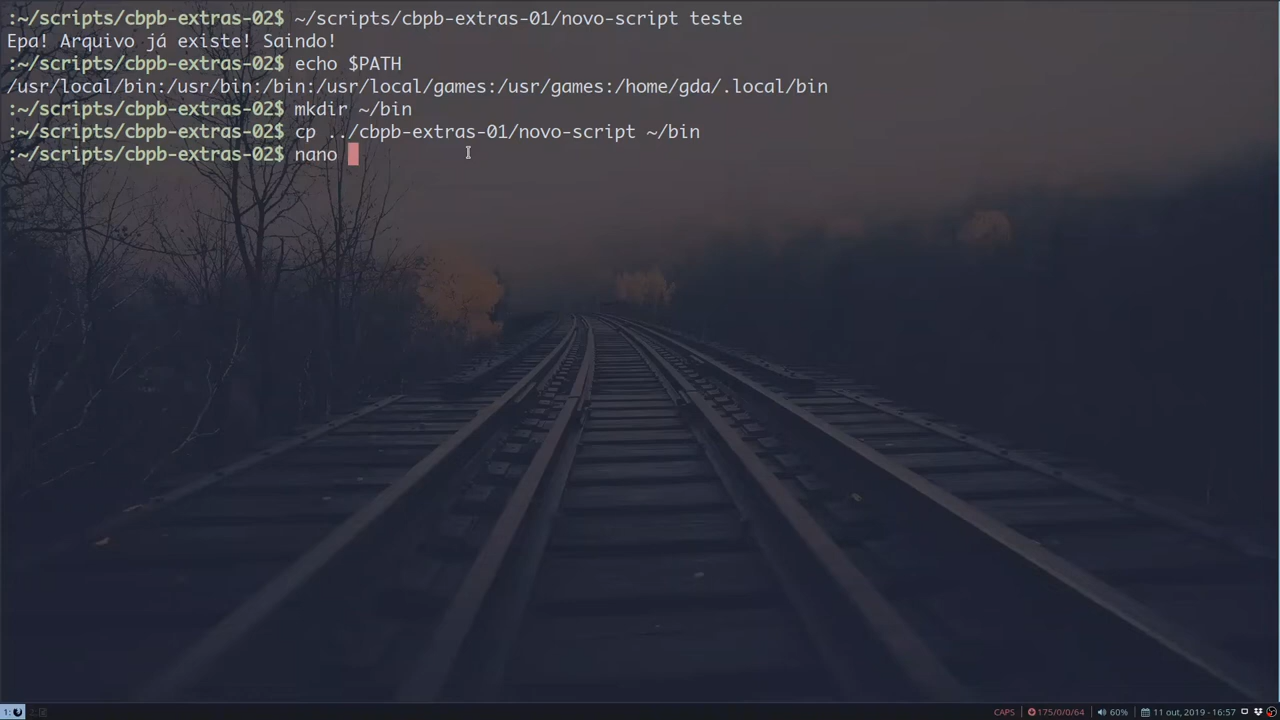 :~/scripts/cbpb-extras-02$ ~/scripts/cbpb-extras-01/novo-script teste
Epa! Arquivo já existe! Saindo!
:~/scripts/cbpb-extras-02$ echo $PATH
/usr/local/bin:/usr/bin:/bin:/usr/local/games:/usr/games:/home/gda/.local/bin
:~/scripts/cbpb-extras-02$ mkdir ~/bin
:~/scripts/cbpb-extras-02$ cp ../cbpb-extras-01/novo-script ~/bin
:~/scripts/cbpb-extras-02$ nano
1: 2: CAPS 175/0/0/64 60% 11 out, 2019 - 16:57